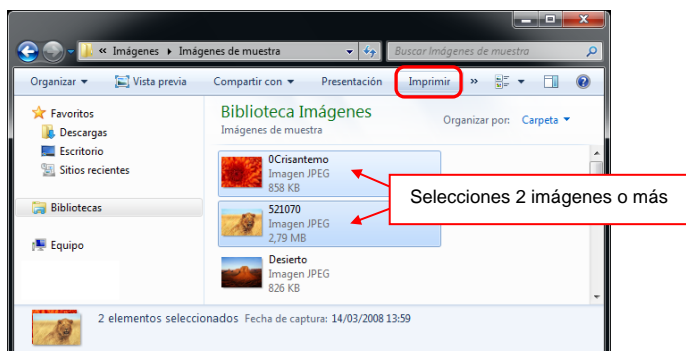 « Imágenes Imágenes de muestra
Buscar Imágenes de muestra
Organizar Vista previa Compartir con Presentación Imprimir »
Favoritos
Descargas
Escritorio
Sitios recientes
Bibliotecas
Equipo
Biblioteca Imágenes
Imágenes de muestra
Organizar por: Carpeta
0Crisantemo
Imagen JPEG
858 KB
521070
Imagen JPEG
2,79 MB
Desierto
Imagen JPEG
826 KB
Selecciones 2 imágenes o más
2 elementos seleccionados Fecha de captura: 14/03/2008 13:59